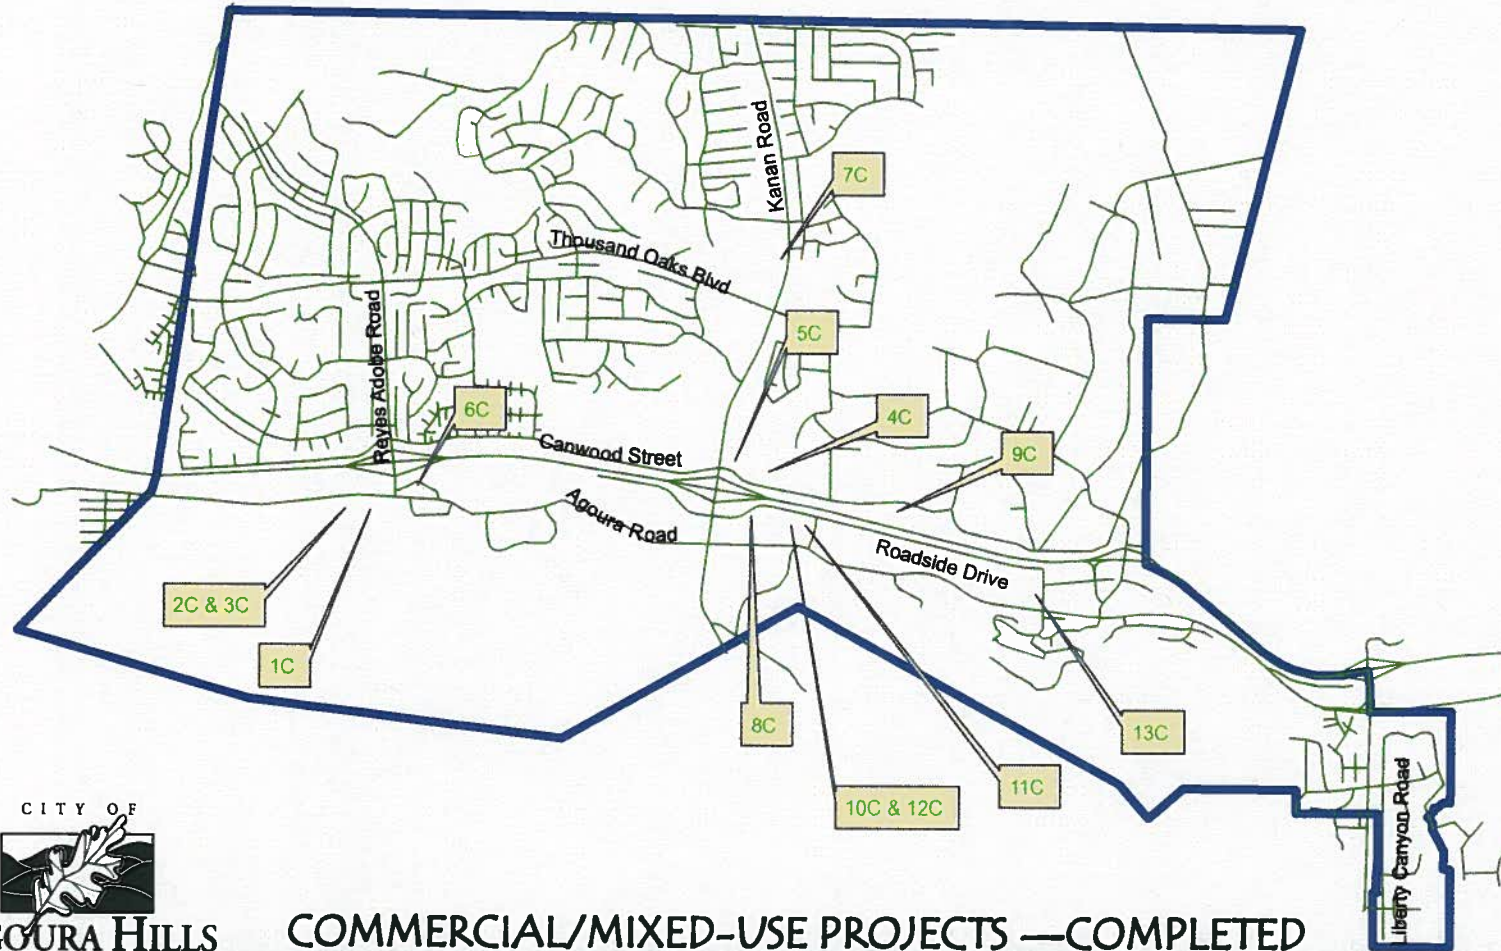 Kanan Road
7C
Thousand Oaks Blvd
5C
Reyes Adobe Road
6C
4C
Canwood Street
9C
Agoura Road
Roadside Drive
2C & 3C
1C
8C
13C
11C
10C & 12C
Liberty Canyon Road
CITY OF
GOURA HILLS
COMMERCIAL/MIXED-USE PROJECTS —COMPLETED